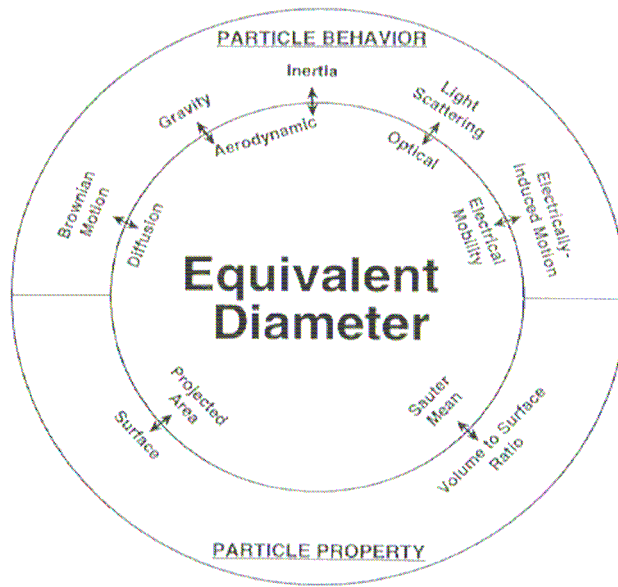 PARTICLE BEHAVIOR
Inertia
Gravity
Aerodynamic
Light
Scattering
Optical
Brownian
Motion
Diffusion
Electrical
Mobility
Electrically-
Induced Motion
Equivalent
Diameter
Projected
Area
Surface
Sauter
Mean
Volume to Surface
Ratio
PARTICLE PROPERTY